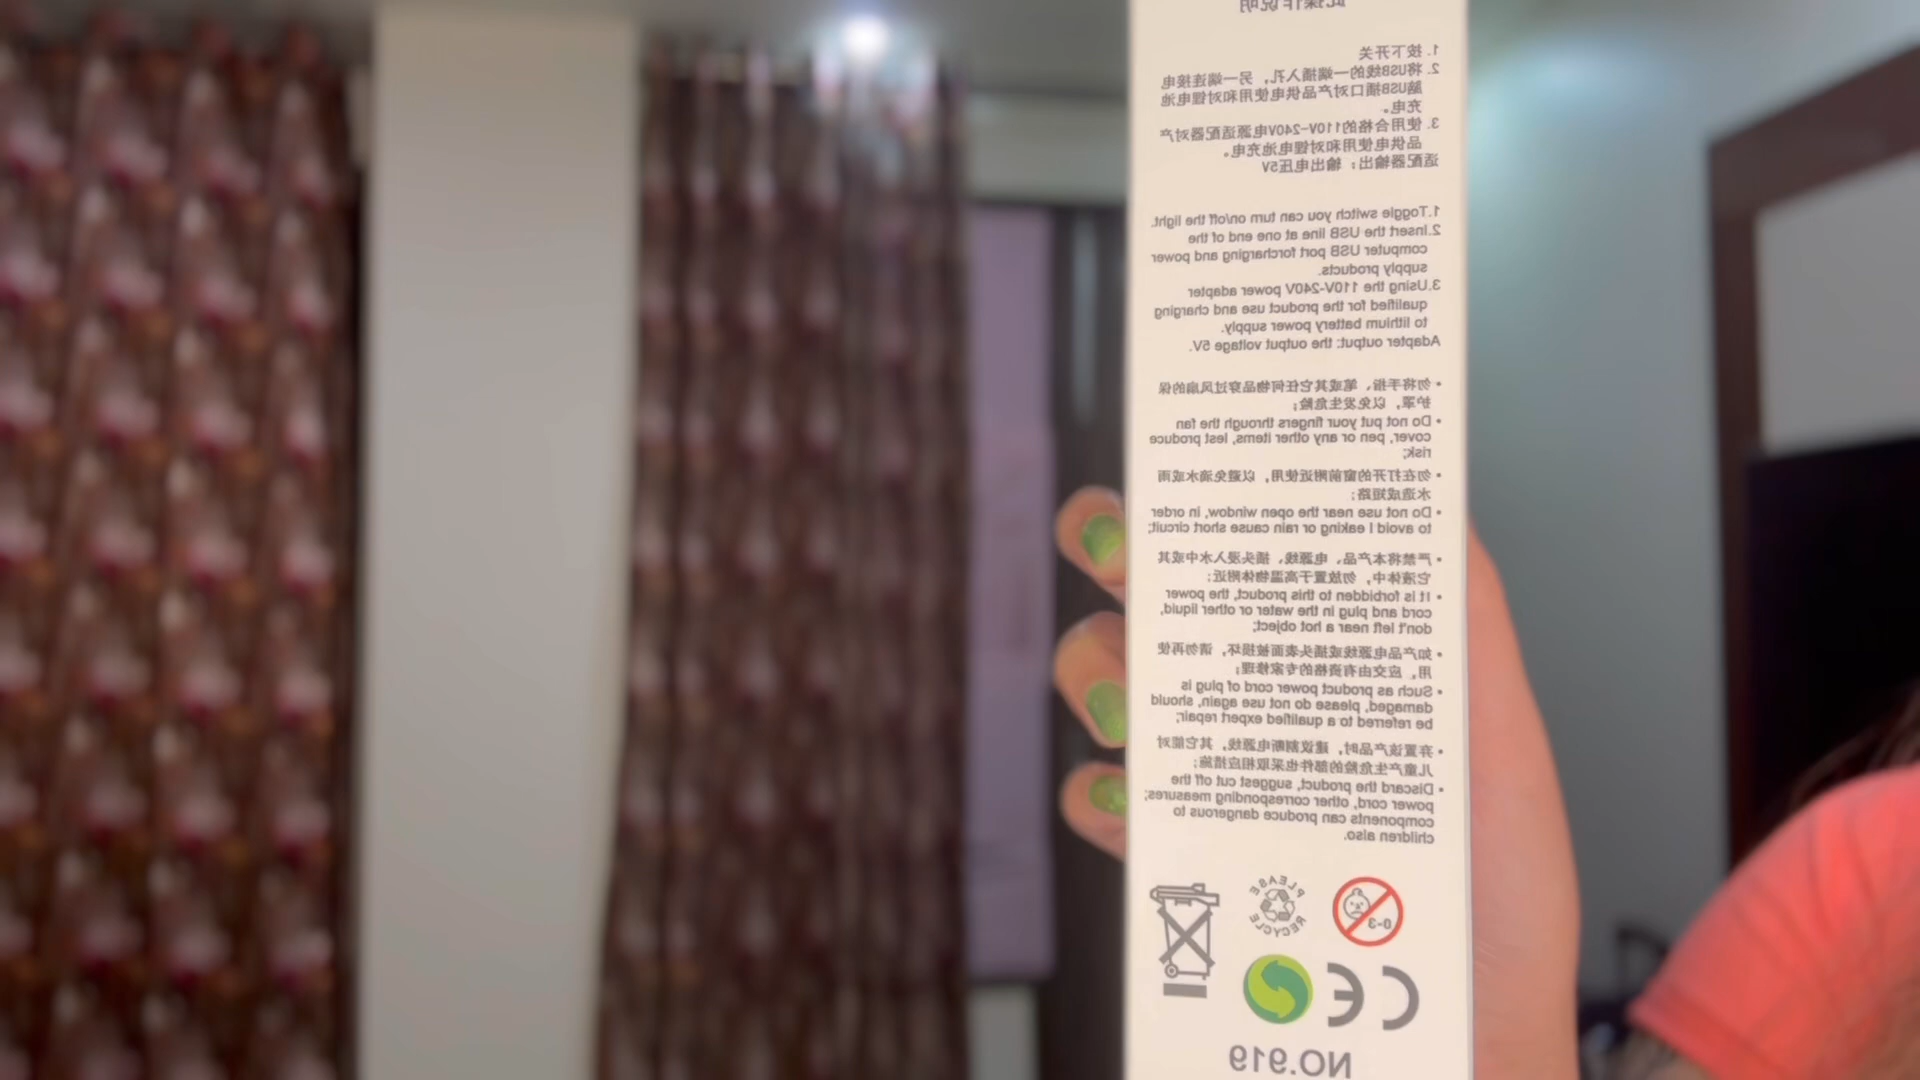 此操作说明
1. 按下开关
2. 将USB线的一端插入孔，另一端连接电
脑USB插口对产品供电使用和对锂电池
充电。
3. 使用合格的110V-240V电源适配器对产
品供电使用和对锂电池充电。
适配器输出：输出电压5V
1.Toggle switch you can turn on/off the light.
2.Insert the USB line at one end of the
computer USB port forcharging and power
supply products.
3.Using the 110V-240V power adapter
qualified for the product use and charging
to lithium battery power supply.
Adapter output: the output voltage 5V.
• 勿将手指、笔或其它任何物品穿过风扇的保
护罩，以免发生危险；
• Do not put your fingers through the fan
cover, pen or any other items, lest produce
risk;
• 勿在打开的窗前附近使用，以避免滴水或雨
水造成短路；
• Do not use near the open window, in order
to avoid l eaking or rain cause short circuit;
• 严禁将本产品、电源线、插头浸入水中或其
它液体中，勿放置于高温物体附近；
• It is forbidden to this product, the power
cord and plug in the water or other liquid,
don't left near a hot object;
• 如产品电源线或插头表面被损坏，请勿再使
用。应交由有资格的专家修理；
• Such as product power cord of plug is
damaged, please do not use again, should
be referred to a qualified expert repair;
• 弃置该产品时，建议割断电源线，其它能对
儿童产生危险的部件也采取相应措施；
• Discard the product, suggest cut off the
power cord, other corresponding measures;
components can produce dangerous to
children also.
0-3
PLEASE RECYCLE
CE
NO.919